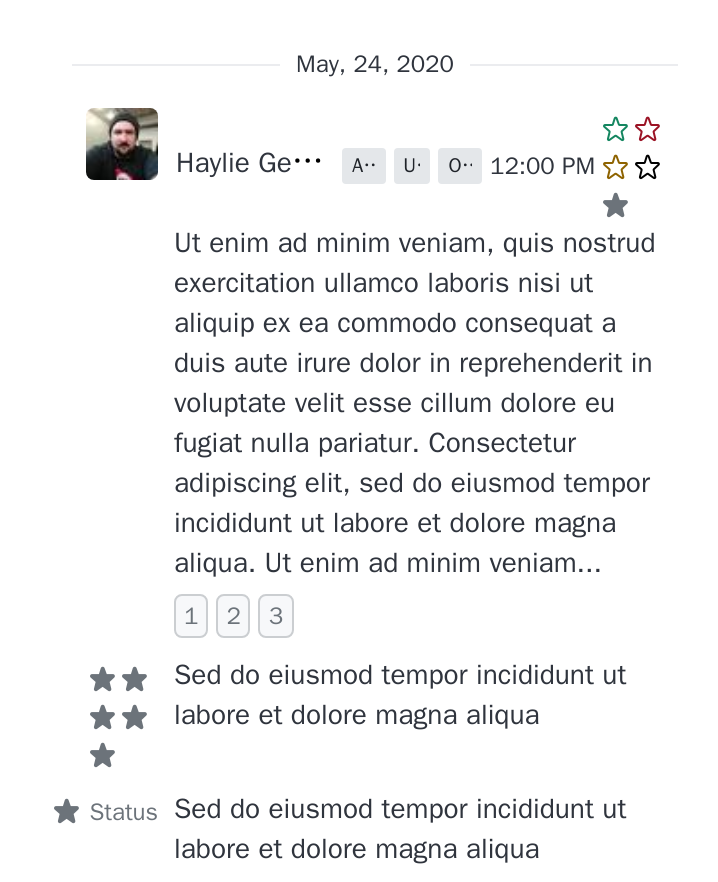 May, 24, 2020
Haylie Ge··· A·· U· O·· 12:00 PM
Ut enim ad minim veniam, quis nostrud
exercitation ullamco laboris nisi ut
aliquip ex ea commodo consequat a
duis aute irure dolor in reprehenderit in
voluptate velit esse cillum dolore eu
fugiat nulla pariatur. Consectetur
adipiscing elit, sed do eiusmod tempor
incididunt ut labore et dolore magna
aliqua. Ut enim ad minim veniam...
1 2 3
Sed do eiusmod tempor incididunt ut
labore et dolore magna aliqua
Status Sed do eiusmod tempor incididunt ut
labore et dolore magna aliqua